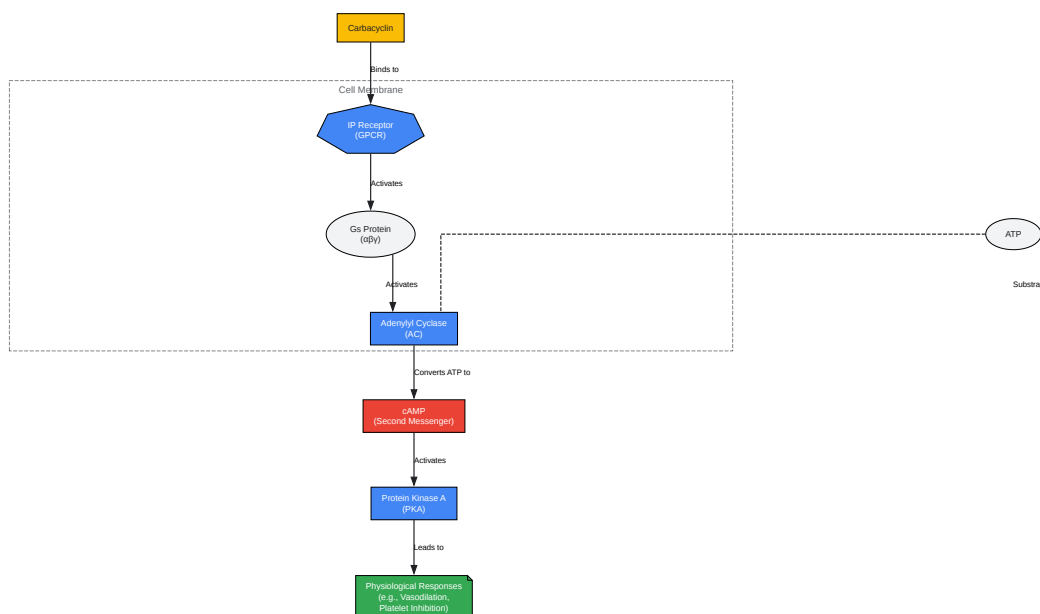 Carbacyclin
Binds to
Cell Membrane
IP Receptor
(GPCR)
Activates
Gs Protein
(αβγ)
ATP
Activates
Substra
Adenylyl Cyclase
(AC)
Converts ATP to
cAMP
(Second Messenger)
Activates
Protein Kinase A
(PKA)
Leads to
Physiological Responses
(e.g., Vasodilation,
Platelet Inhibition)